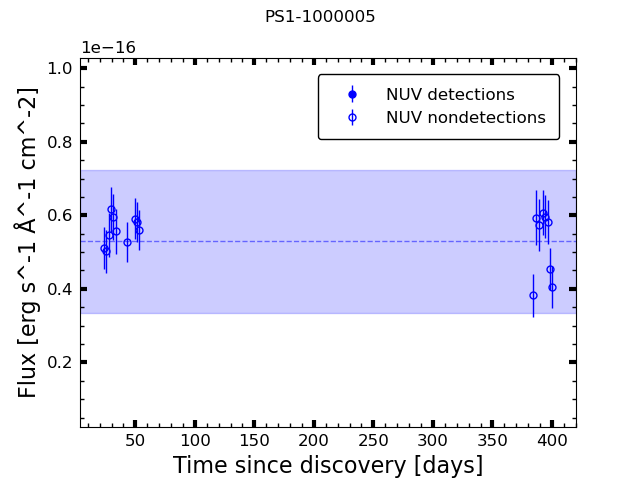 PS1-1000005
1e−16
1.0
0.8
0.6
0.4
0.2
Flux [erg s^-1 Å^-1 cm^-2]
NUV detections
NUV nondetections
50 100 150 200 250 300 350 400
Time since discovery [days]